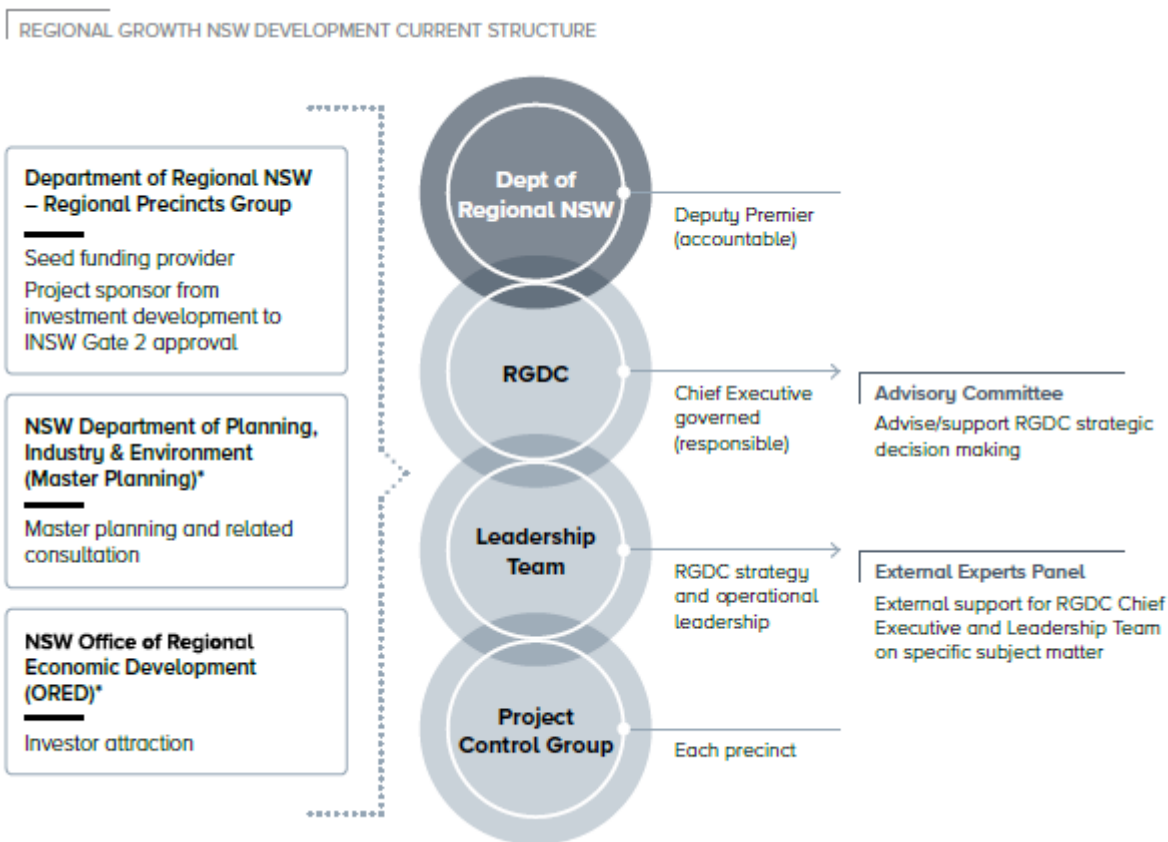 REGIONAL GROWTH NSW DEVELOPMENT CURRENT STRUCTURE
Department of Regional NSW
– Regional Precincts Group
Seed funding provider
Project sponsor from
investment development to
INSW Gate 2 approval
NSW Department of Planning,
Industry & Environment
(Master Planning)*
Master planning and related
consultation
NSW Office of Regional
Economic Development
(ORED)*
Investor attraction
Dept of
Regional NSW
Deputy Premier
(accountable)
RGDC
Chief Executive
governed
(responsible)
Advisory Committee
Advise/support RGDC strategic
decision making
Leadership
Team
RGDC strategy
and operational
leadership
External Experts Panel
External support for RGDC Chief
Executive and Leadership Team
on specific subject matter
Project
Control Group
Each precinct